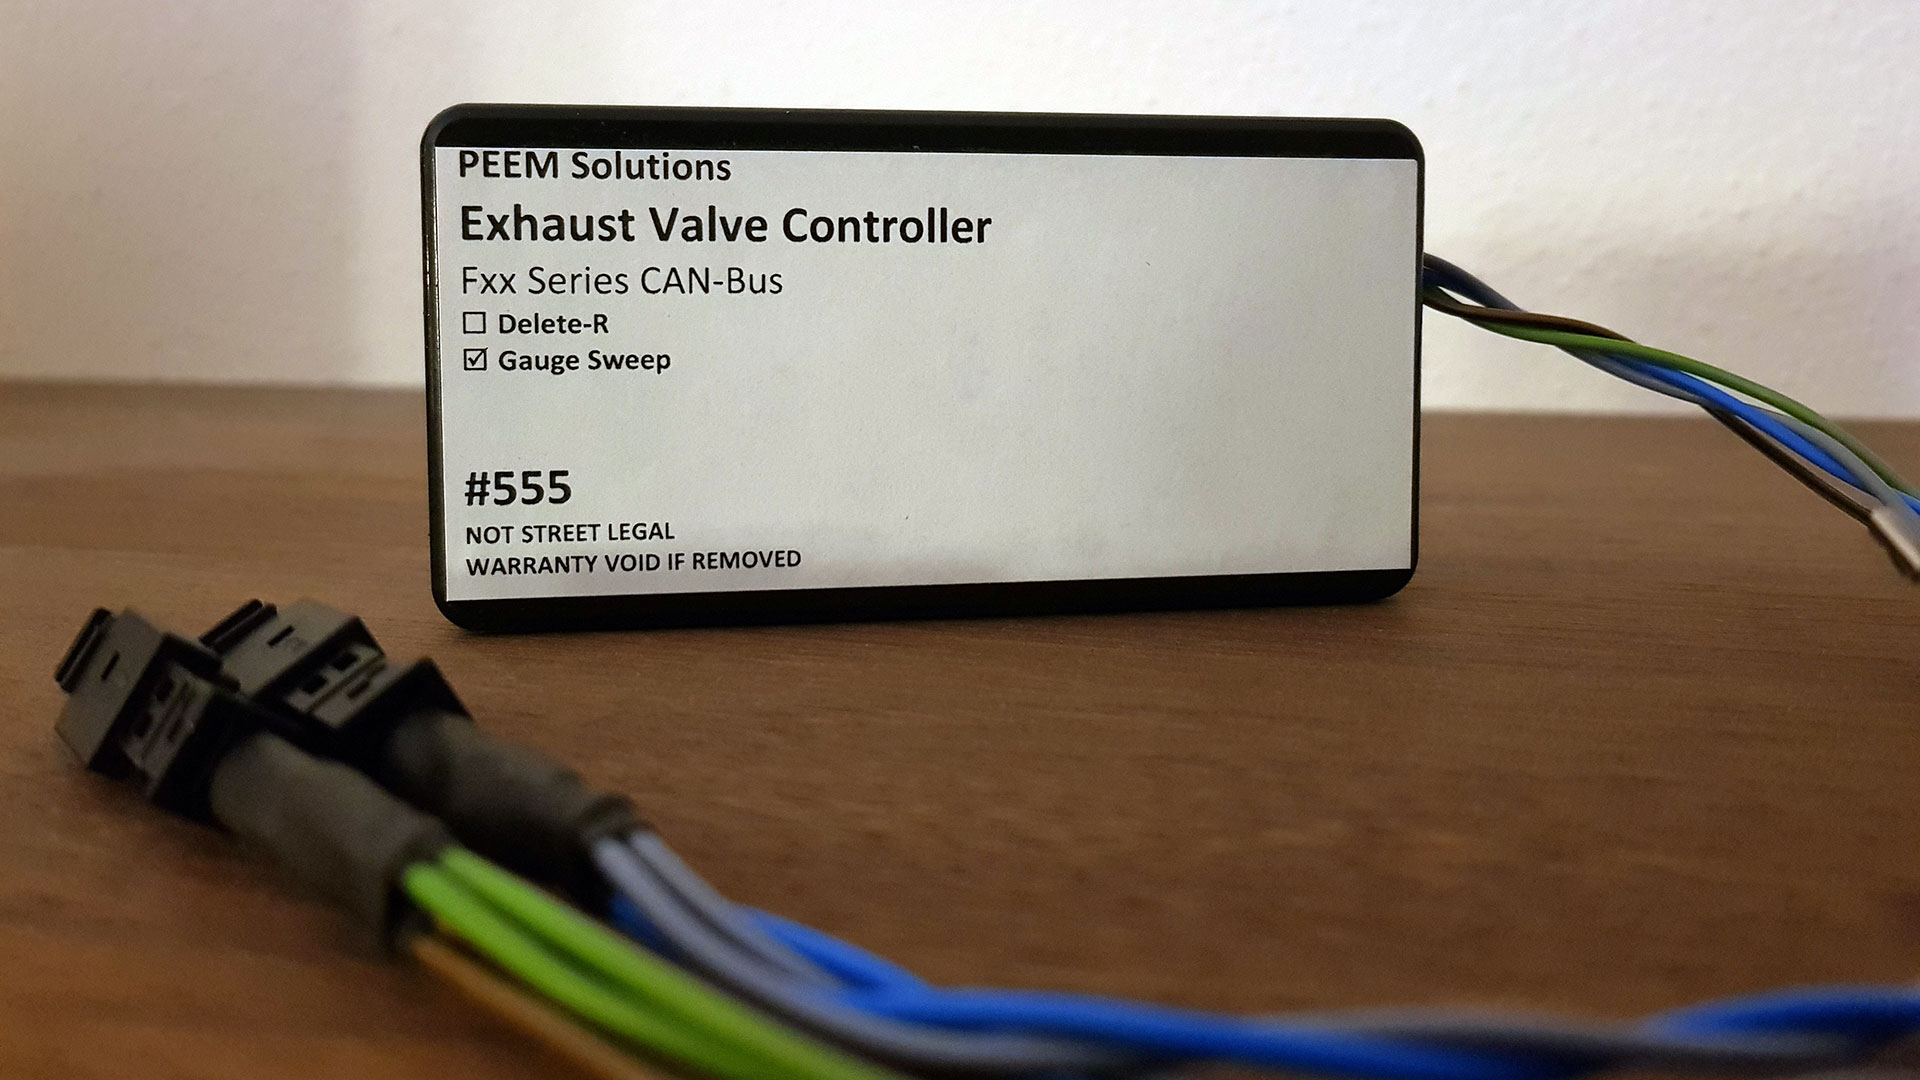 PEEM Solutions
Exhaust Valve Controller
Fxx Series CAN-Bus
☐ Delete-R
☑ Gauge Sweep
#555
NOT STREET LEGAL
WARRANTY VOID IF REMOVED